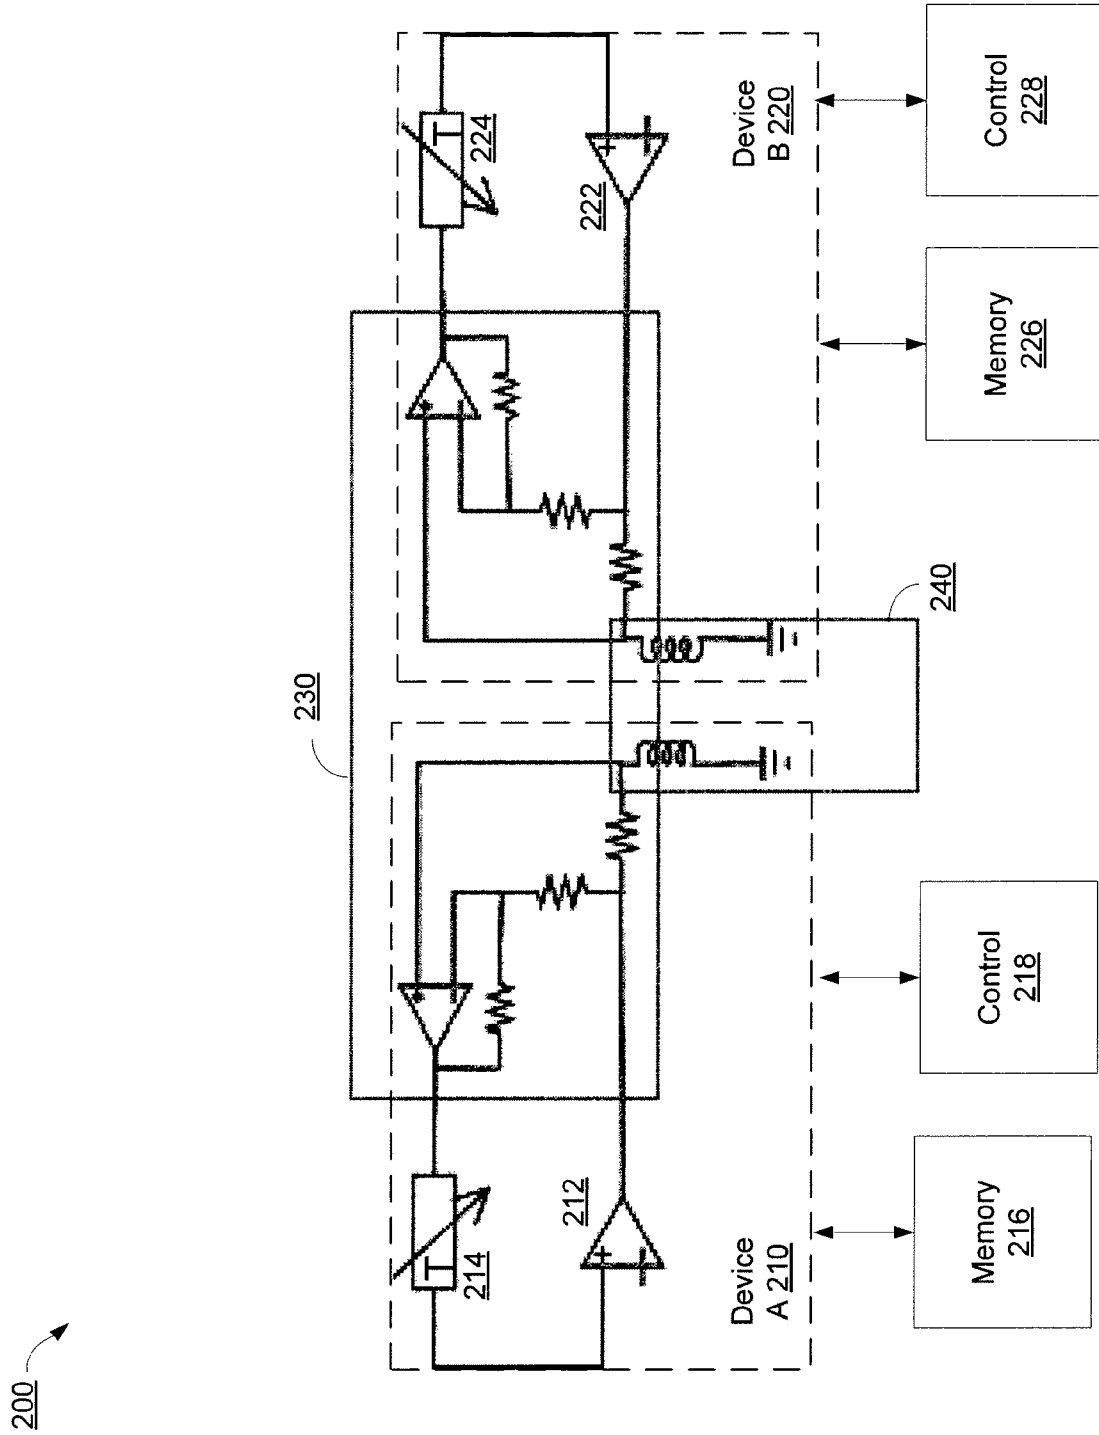 200
230
T
T
214
224
212
222
+
+
Device
A 210
Device
B 220
240
Memory
216
Control
218
Memory
226
Control
228